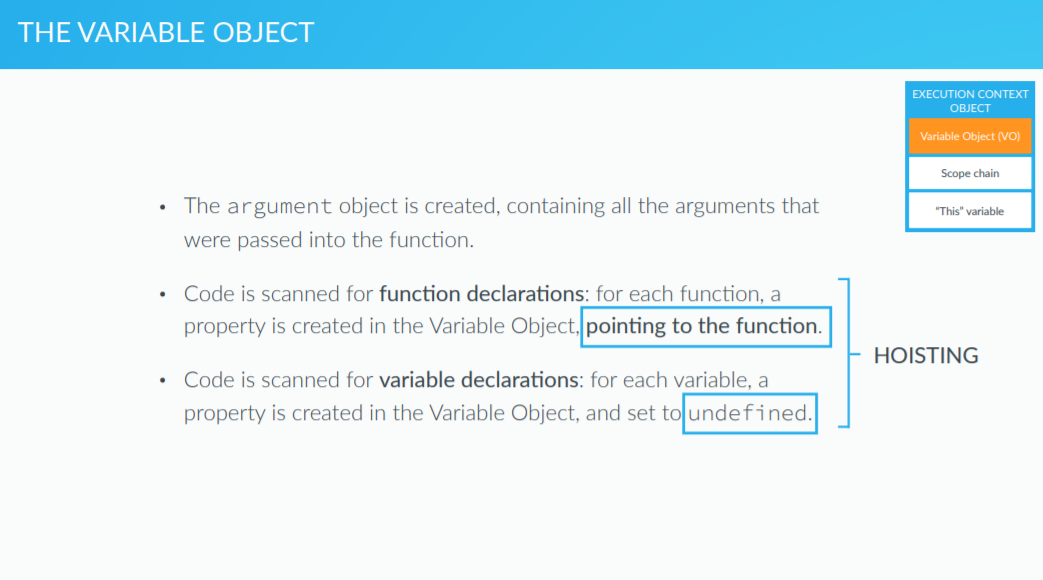 THE VARIABLE OBJECT
EXECUTION CONTEXT
OBJECT
Variable Object (VO)
Scope chain
"This" variable
• The argument object is created, containing all the arguments that
were passed into the function.
• Code is scanned for function declarations: for each function, a
property is created in the Variable Object, pointing to the function.
• Code is scanned for variable declarations: for each variable, a
property is created in the Variable Object, and set to undefined.
HOISTING